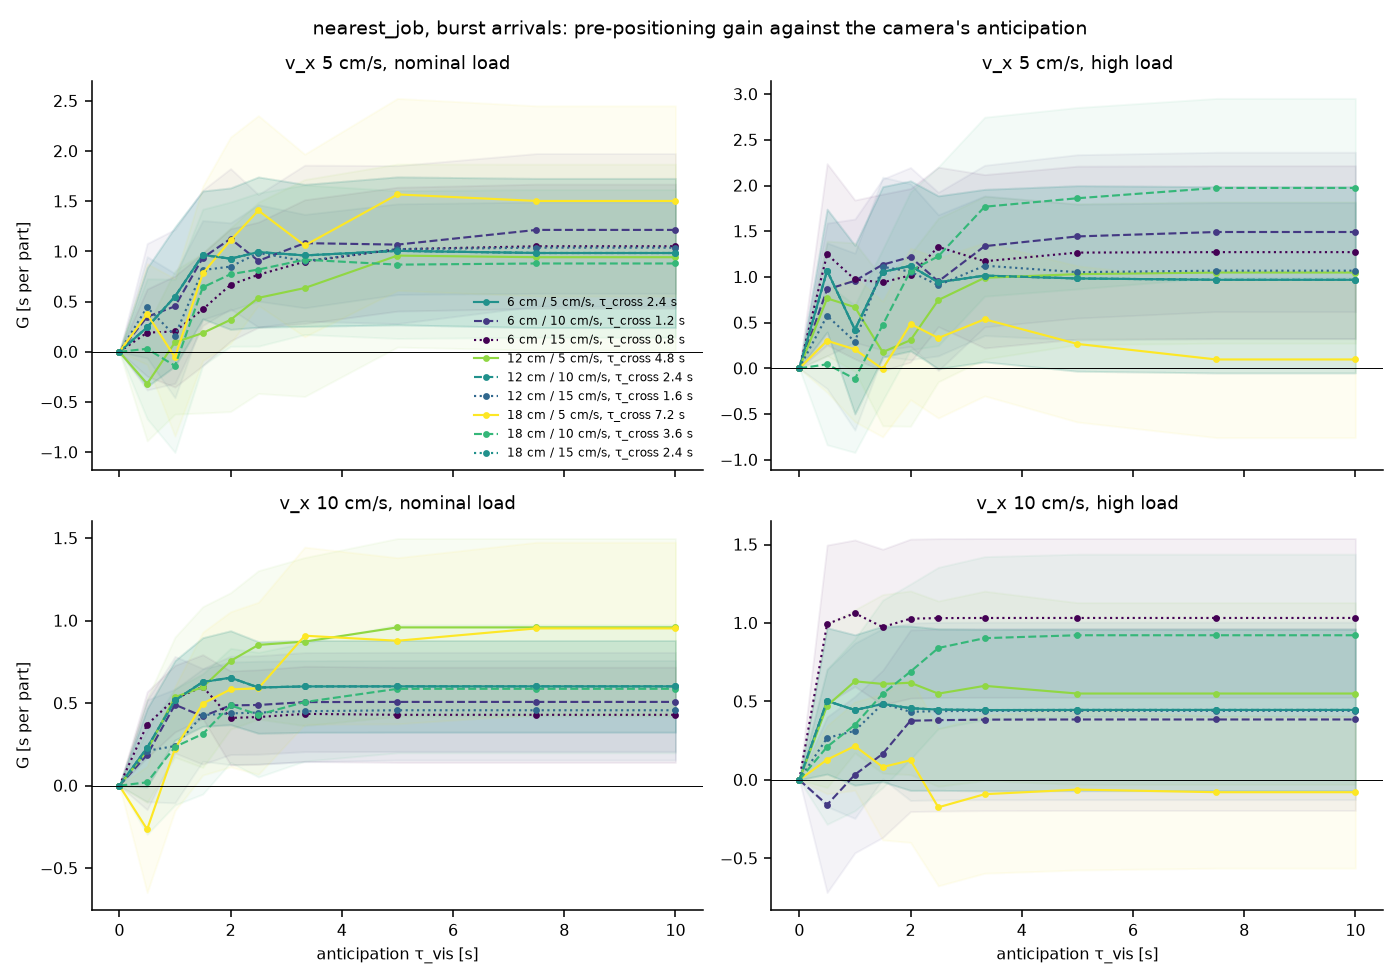 nearest_job, burst arrivals: pre-positioning gain against the camera's anticipation
v_x 5 cm/s, nominal load
G [s per part]
2.5
2.0
1.5
1.0
0.5
0.0
−0.5
−1.0
6 cm / 5 cm/s, τ_cross 2.4 s
6 cm / 10 cm/s, τ_cross 1.2 s
6 cm / 15 cm/s, τ_cross 0.8 s
12 cm / 5 cm/s, τ_cross 4.8 s
12 cm / 10 cm/s, τ_cross 2.4 s
12 cm / 15 cm/s, τ_cross 1.6 s
18 cm / 5 cm/s, τ_cross 7.2 s
18 cm / 10 cm/s, τ_cross 3.6 s
18 cm / 15 cm/s, τ_cross 2.4 s
v_x 5 cm/s, high load
3.0
2.5
2.0
1.5
1.0
0.5
0.0
−0.5
−1.0
v_x 10 cm/s, nominal load
G [s per part]
1.5
1.0
0.5
0.0
−0.5
0 2 4 6 8 10
anticipation τ_vis [s]
v_x 10 cm/s, high load
1.5
1.0
0.5
0.0
−0.5
0 2 4 6 8 10
anticipation τ_vis [s]